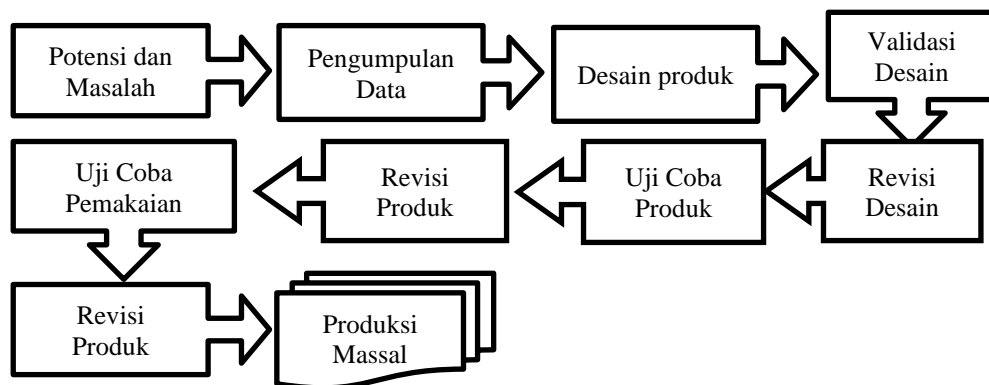 Potensi dan
Masalah
Pengumpulan
Data
Desain produk
Validasi
Desain
Revisi
Desain
Uji Coba
Produk
Revisi
Produk
Uji Coba
Pemakaian
Revisi
Produk
Produksi
Massal